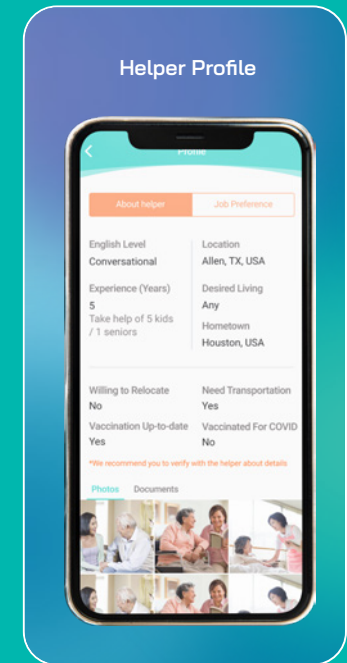 Helper Profile
Profile
About helper
Job Preference
English Level
Conversational
Location
Allen, TX, USA
Experience (Years)
5
Take help of 5 kids
/ 1 seniors
Desired Living
Any
Hometown
Houston, USA
Willing to Relocate
No
Need Transportation
Yes
Vaccination Up-to-date
Yes
Vaccinated For COVID
No
*We recommend you to verify with the helper about details
Photos
Documents